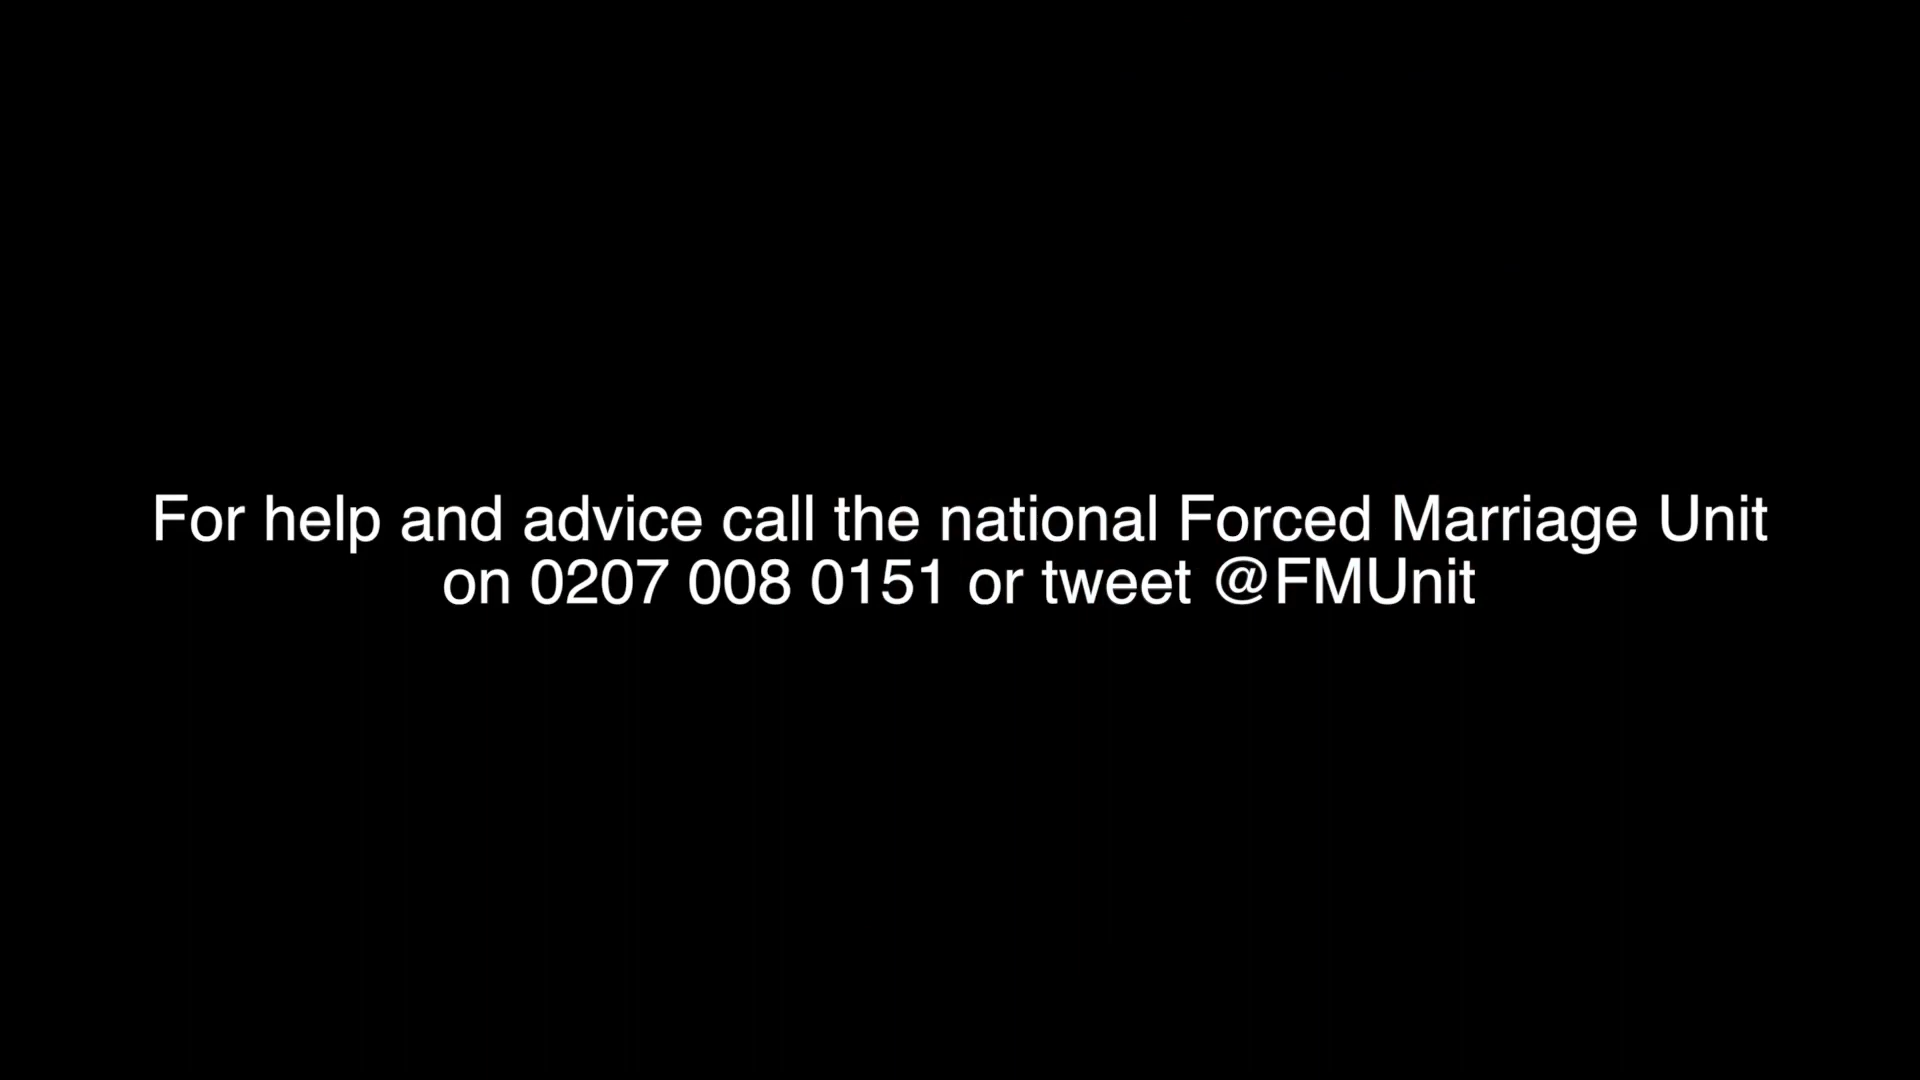 For help and advice call the national Forced Marriage Unit
on 0207 008 0151 or tweet @FMUnit